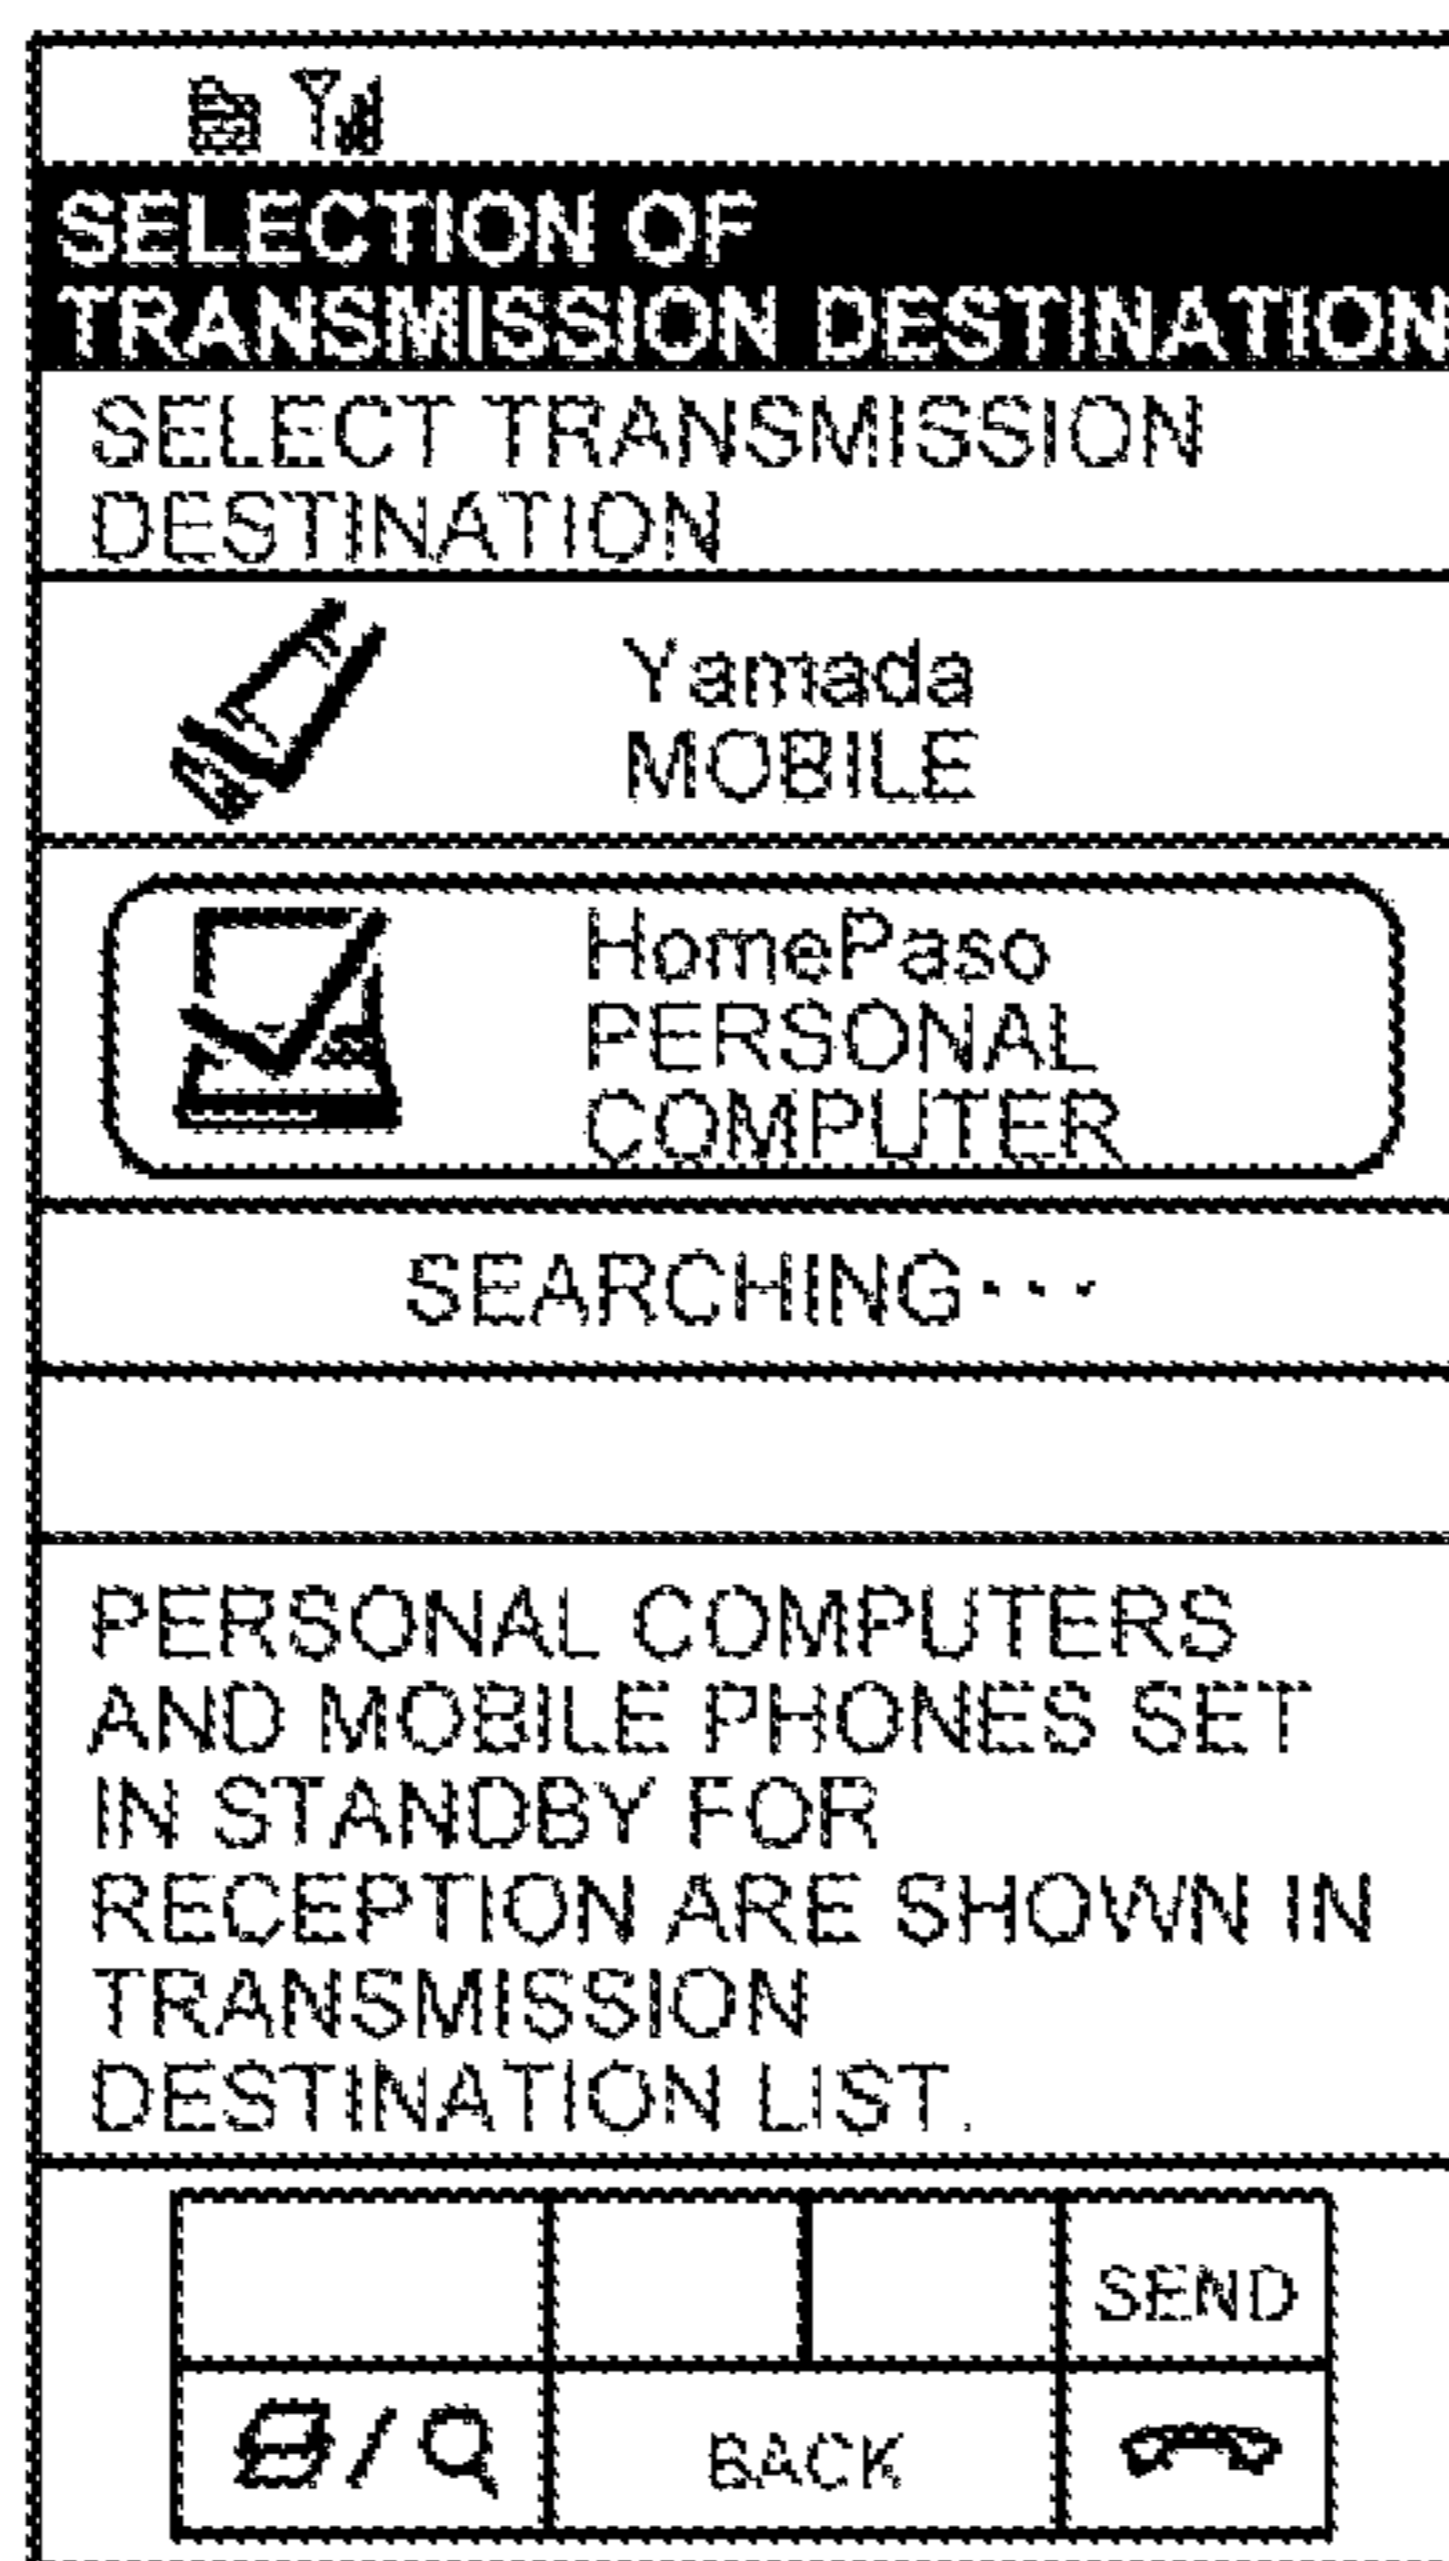 SELECTION OF
TRANSMISSION DESTINATION
SELECT TRANSMISSION
DESTINATION
Yamada
MOBILE
HomePaso
PERSONAL
COMPUTER
SEARCHING···
PERSONAL COMPUTERS
AND MOBILE PHONES SET
IN STANDBY FOR
RECEPTION ARE SHOWN IN
TRANSMISSION
DESTINATION LIST.
SEND
/
BACK